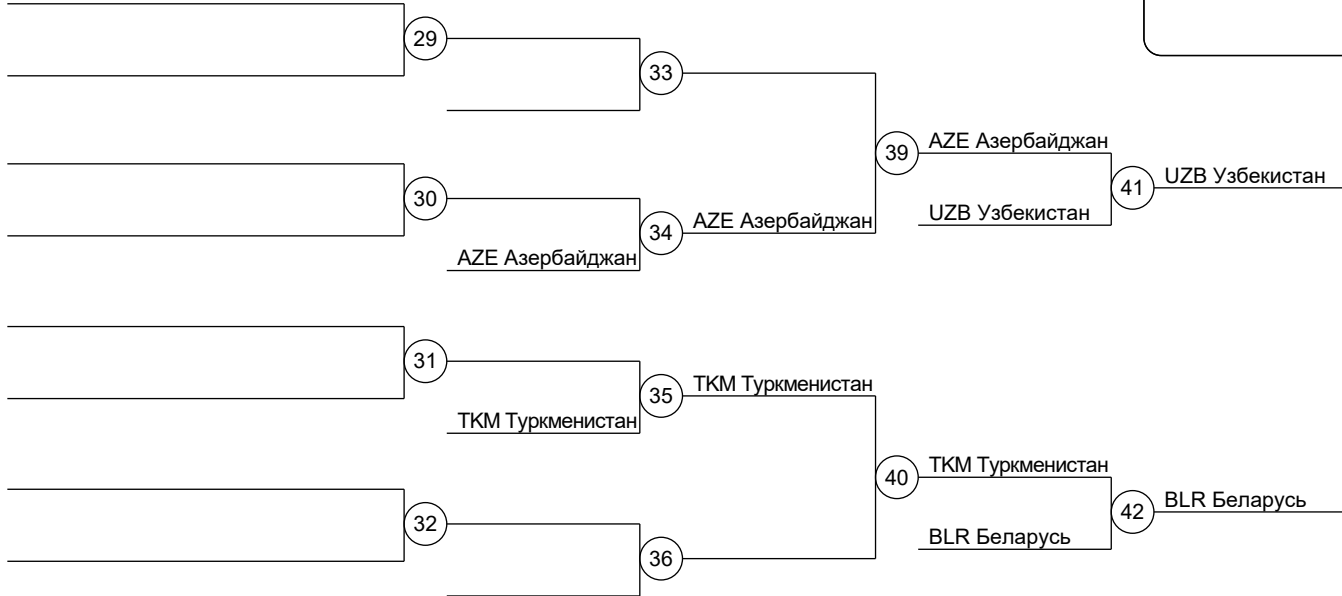 29
33
39
AZE Азербайджан
41
UZB Узбекистан
30
34
AZE Азербайджан
UZB Узбекистан
AZE Азербайджан
31
35
TKM Туркменистан
TKM Туркменистан
40
TKM Туркменистан
42
BLR Беларусь
32
36
BLR Беларусь